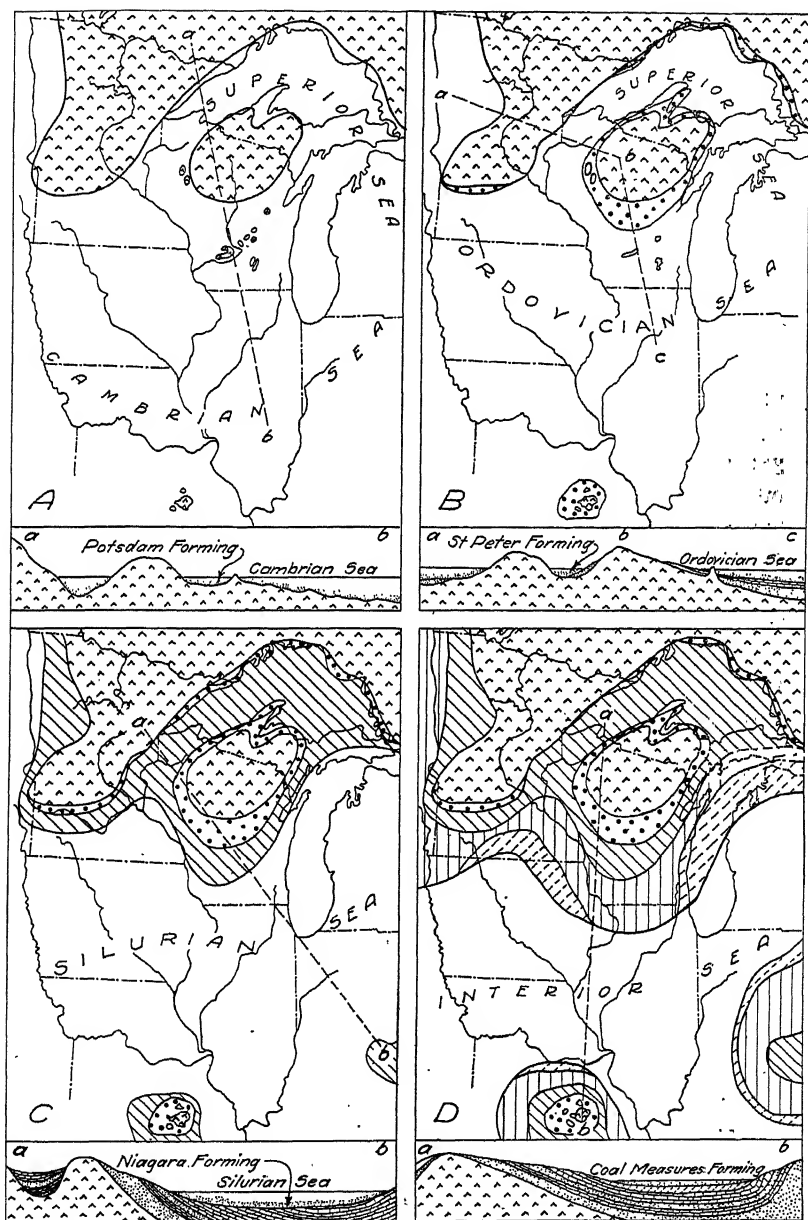 a
SUPERIOR
SEA
CAMBRIAN
SEA
b
A
a b
Potsdam Forming
Cambrian Sea
a
SUPERIOR
b
SEA
ORDOVICIAN
SEA
c
B
a b c
St Peter Forming
Ordovician Sea
a
SILURIAN
SEA
b
C
a b
Niagara Forming
Silurian Sea
a
INTERIOR
SEA
b
D
a b
Coal Measures Forming